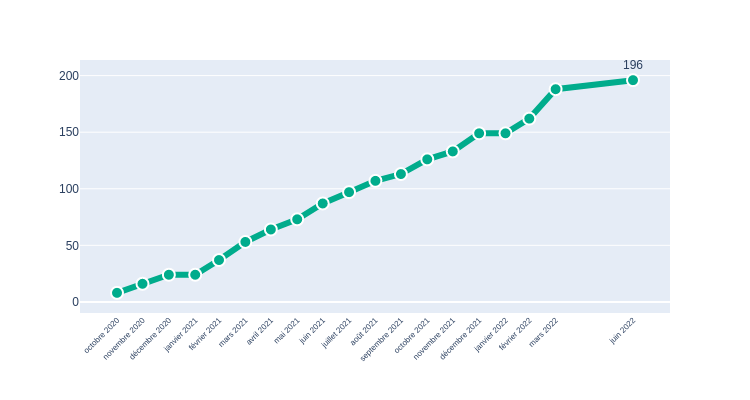 196
200
150
100
50
0
octobre 2020
novembre 2020
décembre 2020
janvier 2021
février 2021
mars 2021
avril 2021
mai 2021
juin 2021
juillet 2021
août 2021
septembre 2021
octobre 2021
novembre 2021
décembre 2021
janvier 2022
février 2022
mars 2022
juin 2022